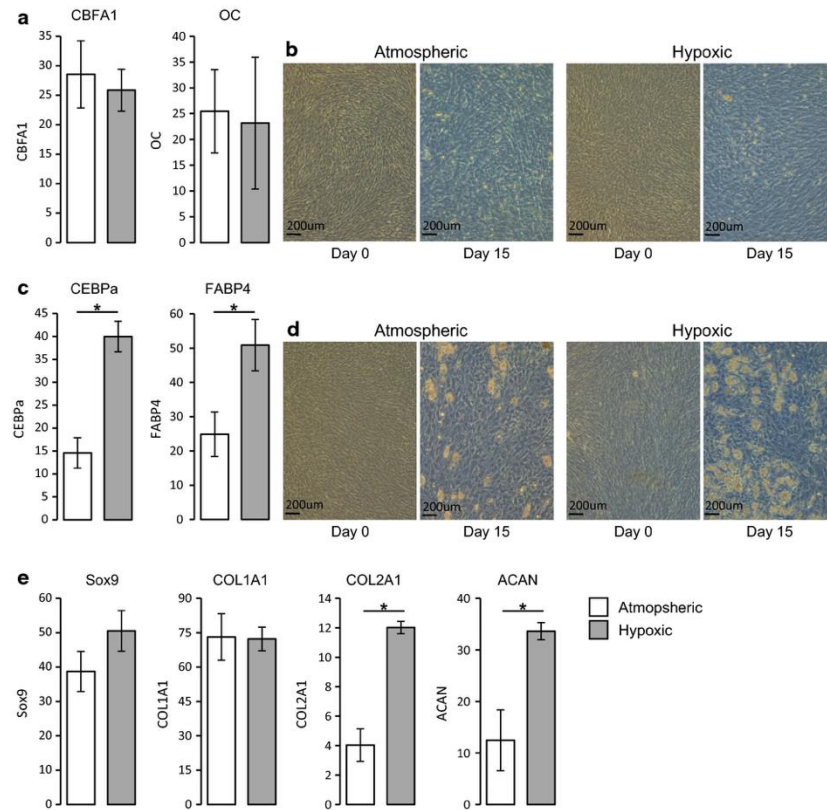 a
CBFA1
OC
35
30
25
20
15
10
5
0
CBFA1
40
35
30
25
20
15
10
5
0
OC
b
Atmospheric
Hypoxic
200um
200um
200um
200um
Day 0
Day 15
Day 0
Day 15
c
CEBPa
FABP4
*
*
45
40
35
30
25
20
15
10
5
0
CEBPa
60
50
40
30
20
10
0
FABP4
d
Atmospheric
Hypoxic
200um
200um
200um
200um
Day 0
Day 15
Day 0
Day 15
e
Sox9
COL1A1
COL2A1
ACAN
*
*
60
50
40
30
20
10
0
Sox9
90
75
60
45
30
15
0
COL1A1
14
12
10
8
6
4
2
0
COL2A1
40
30
20
10
0
ACAN
Atmopsheric
Hypoxic